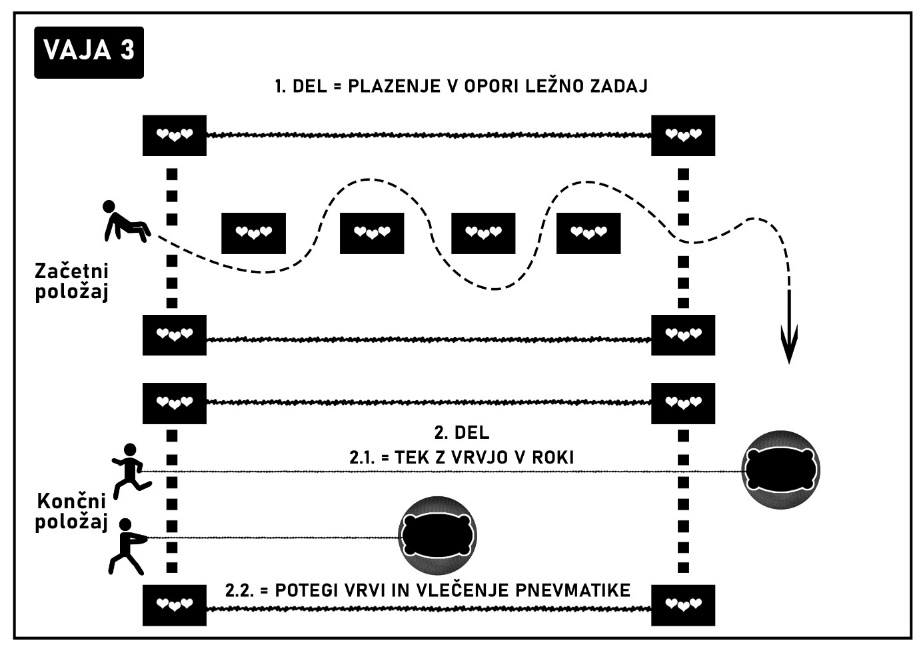 VAJA 3
1. DEL = PLAZENJE V OPORI LEŽNO ZADAJ
Začetni
položaj
2. DEL
2.1. = TEK Z VRVJO V ROKI
Končni
položaj
2.2. = POTEGI VRVI IN VLEČENJE PNEVMATIKE